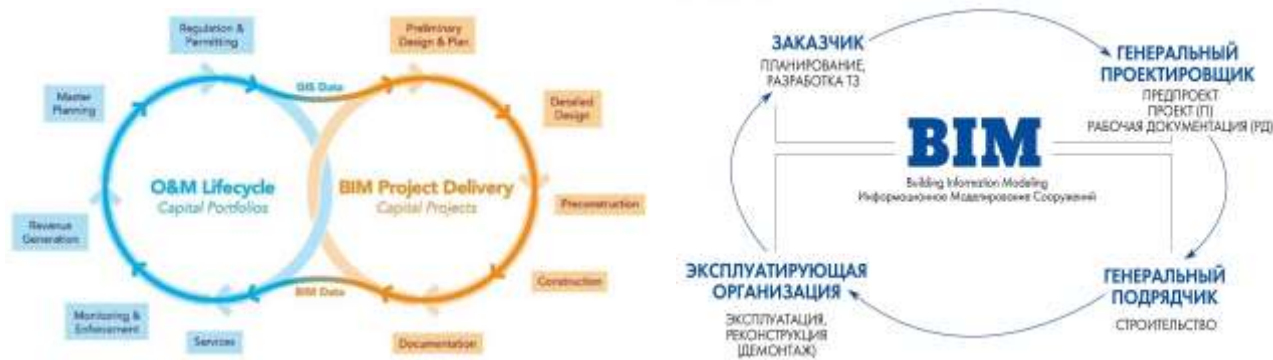 Regulation &
Permitting
Preliminary
Design & Plan
GIS Data
Master
Planning
Detailed
Design
O&M Lifecycle
Capital Portfolios
BIM Project Delivery
Capital Projects
Preconstruction
Revenue
Generation
Construction
BIM Data
Monitoring &
Enforcement
Services
Documentation
ЗАКАЗЧИК
ПЛАНИРОВАНИЕ,
РАЗРАБОТКА ТЗ
ГЕНЕРАЛЬНЫЙ
ПРОЕКТИРОВЩИК
ПРЕДПРОЕКТ
ПРОЕКТ (П)
РАБОЧАЯ ДОКУМЕНТАЦИЯ (РД)
BIM
Building Information Modeling
Информационное Моделирование Сооружений
ЭКСПЛУАТИРУЮЩАЯ
ОРГАНИЗАЦИЯ
ЭКСПЛУАТАЦИЯ,
РЕКОНСТРУКЦИЯ
(ДЕМОНТАЖ)
ГЕНЕРАЛЬНЫЙ
ПОДРЯДЧИК
СТРОИТЕЛЬСТВО